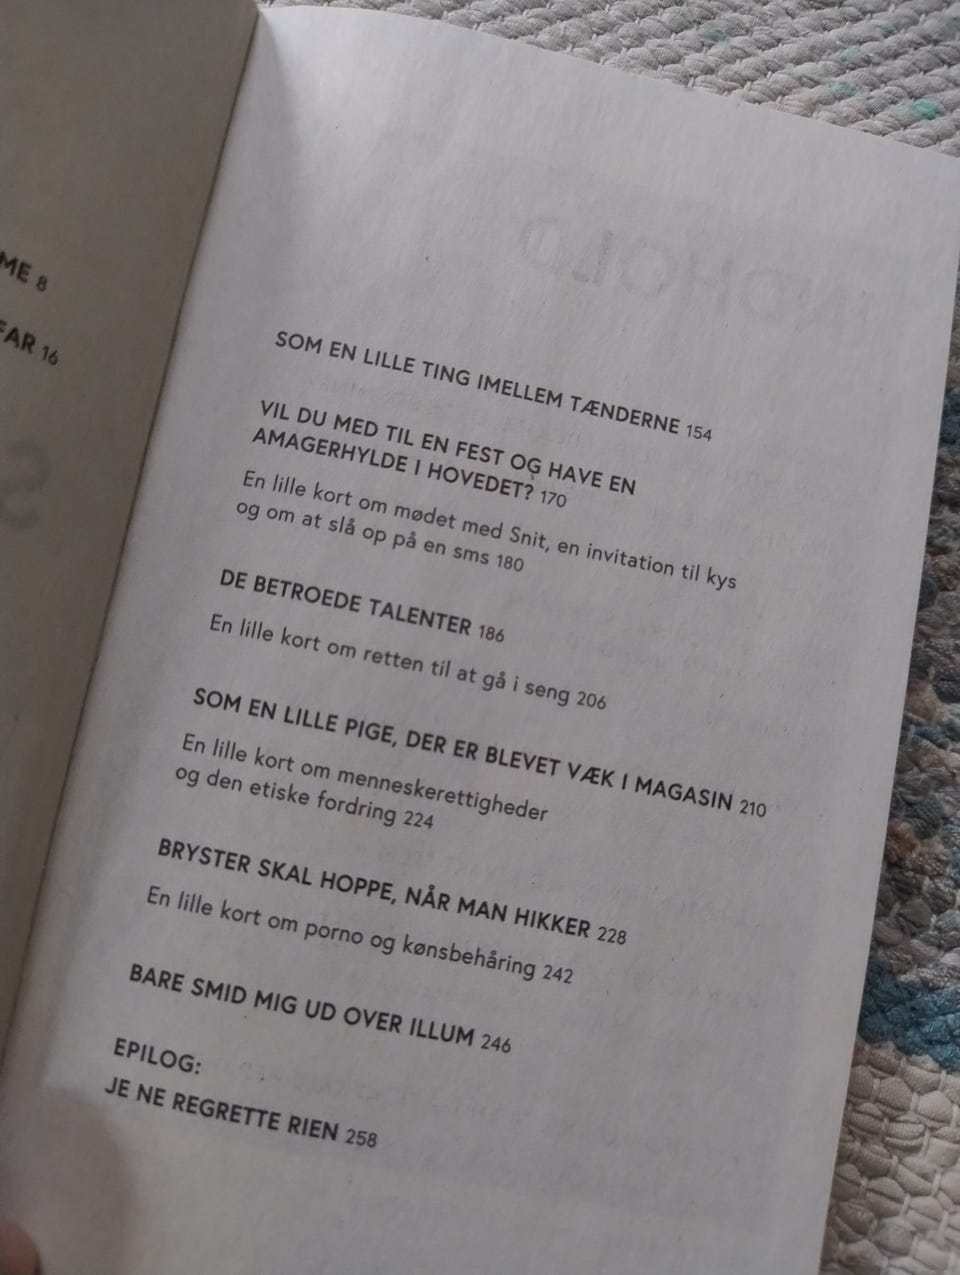 ME 8
FAR 16
S
INDHOLD
SOM EN LILLE TING IMELLEM TÆNDERNE 154
VIL DU MED TIL EN FEST OG HAVE EN
AMAGERHYLDE I HOVEDET? 170
En lille kort om mødet med Snit, en invitation til kys
og om at slå op på en sms 180
DE BETROEDE TALENTER 186
En lille kort om retten til at gå i seng 206
SOM EN LILLE PIGE, DER ER BLEVET VÆK I MAGASIN 210
En lille kort om menneskerettigheder
og den etiske fordring 224
BRYSTER SKAL HOPPE, NÅR MAN HIKKER 228
En lille kort om porno og kønsbehåring 242
BARE SMID MIG UD OVER ILLUM 246
EPILOG:
JE NE REGRETTE RIEN 258